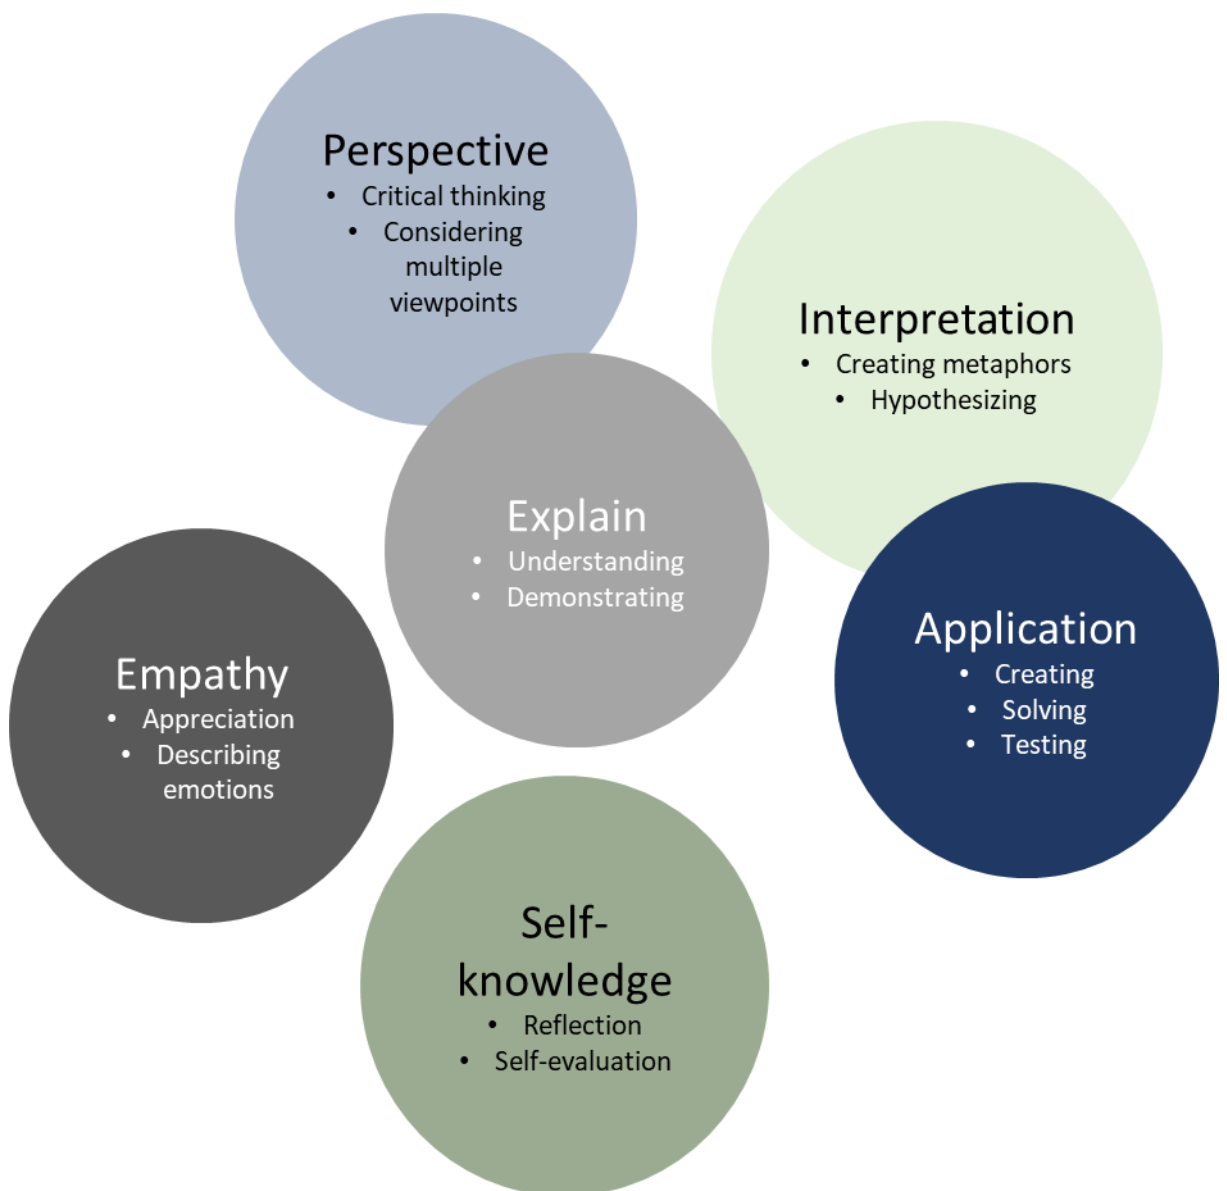 Perspective
• Critical thinking
• Considering
multiple
viewpoints
Interpretation
• Creating metaphors
• Hypothesizing
Explain
• Understanding
• Demonstrating
Application
• Creating
• Solving
• Testing
Empathy
• Appreciation
• Describing
emotions
Self-
knowledge
• Reflection
• Self-evaluation